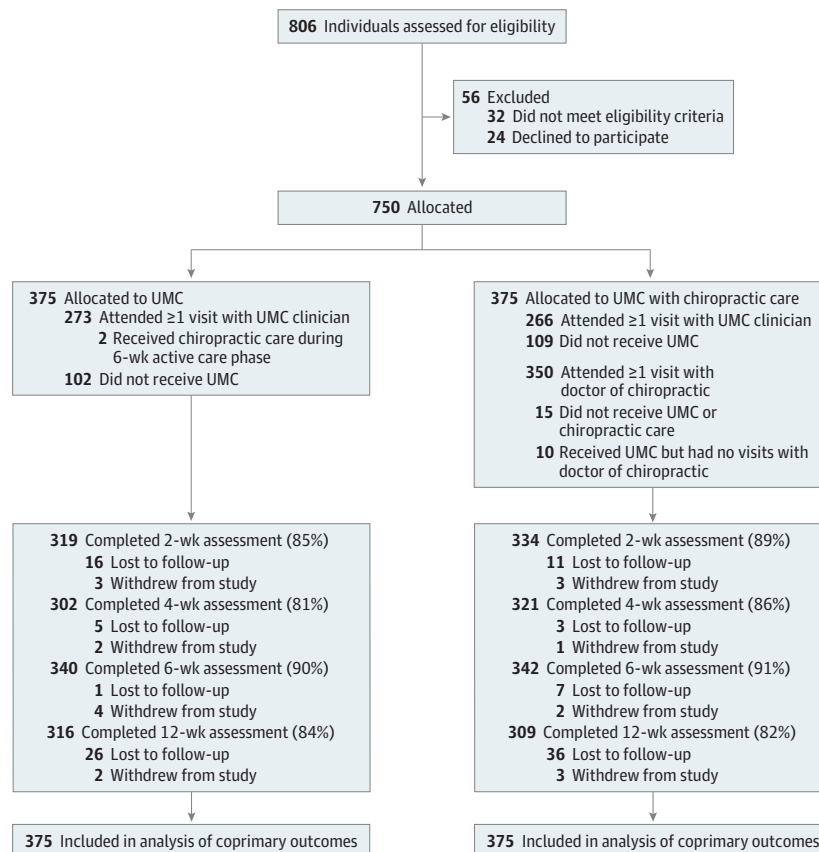 806 Individuals assessed for eligibility
56 Excluded
32 Did not meet eligibility criteria
24 Declined to participate
750 Allocated
375 Allocated to UMC
273 Attended ≥1 visit with UMC clinician
2 Received chiropractic care during
6-wk active care phase
102 Did not receive UMC
375 Allocated to UMC with chiropractic care
266 Attended ≥1 visit with UMC clinician
109 Did not receive UMC
350 Attended ≥1 visit with
doctor of chiropractic
15 Did not receive UMC or
chiropractic care
10 Received UMC but had no visits with
doctor of chiropractic
319 Completed 2-wk assessment (85%)
16 Lost to follow-up
3 Withdrew from study
302 Completed 4-wk assessment (81%)
5 Lost to follow-up
2 Withdrew from study
340 Completed 6-wk assessment (90%)
1 Lost to follow-up
4 Withdrew from study
316 Completed 12-wk assessment (84%)
26 Lost to follow-up
2 Withdrew from study
334 Completed 2-wk assessment (89%)
11 Lost to follow-up
3 Withdrew from study
321 Completed 4-wk assessment (86%)
3 Lost to follow-up
1 Withdrew from study
342 Completed 6-wk assessment (91%)
7 Lost to follow-up
2 Withdrew from study
309 Completed 12-wk assessment (82%)
36 Lost to follow-up
3 Withdrew from study
375 Included in analysis of coprimary outcomes
375 Included in analysis of coprimary outcomes